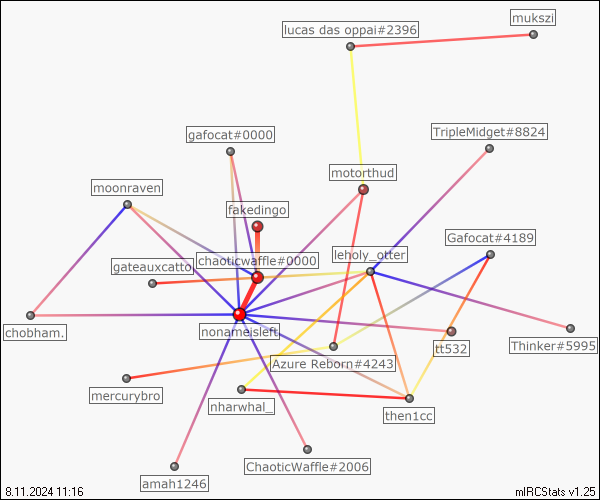 mukszi
lucas das oppai#2396
gafocat#0000
TripleMidget#8824
motorthud
moonraven
fakedingo
Gafocat#4189
leholy_otter
chaoticwaffle#0000
gateauxcatto
chobham.
nonameisleft
Thinker#5995
tt532
Azure Reborn#4243
mercurybro
nharwhal_
then1cc
ChaoticWaffle#2006
amah1246
8.11.2024 11:16
mIRCStats v1.25